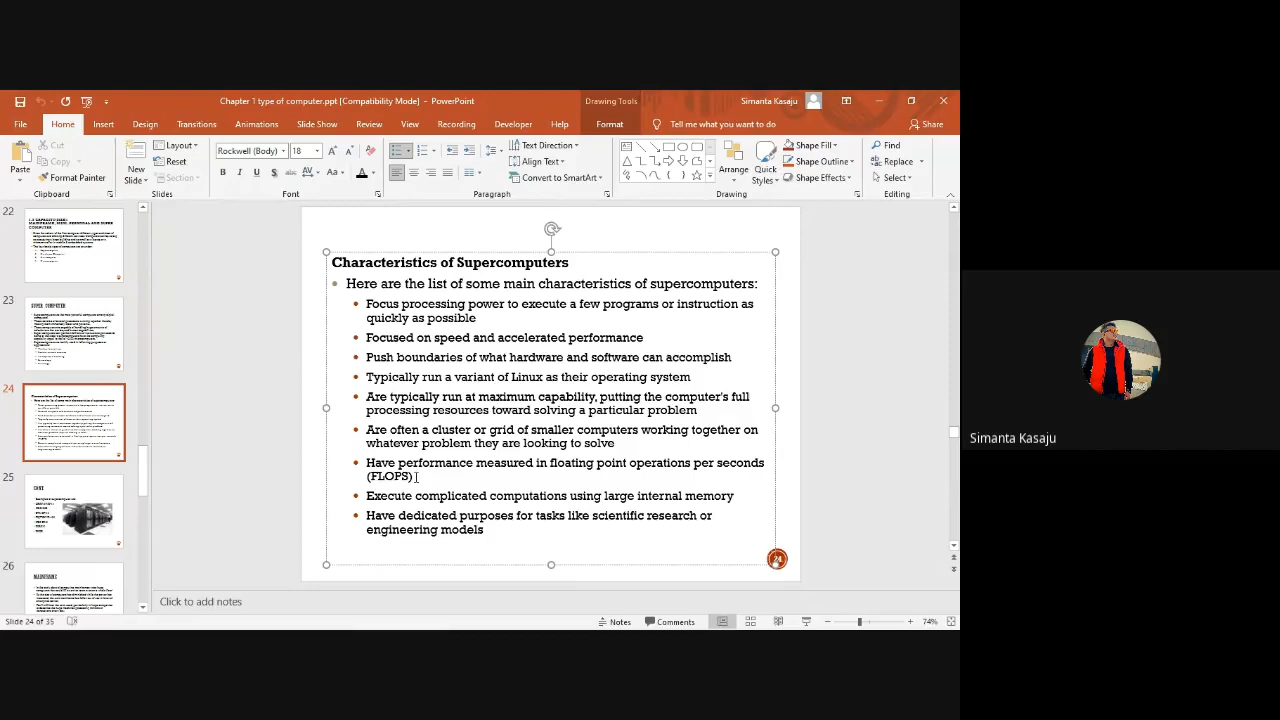 Chapter 1 type of computer.ppt [Compatibility Mode] - PowerPoint
Drawing Tools
Simanta Kasaju
File Home Insert Design Transitions Animations Slide Show Review View Recording Developer Help Format Tell me what you want to do Share
Paste
Cut
Copy
Format Painter
Clipboard
New Slide
Layout
Reset
Section
Slides
Rockwell (Body) 18
B I U S abc AV Aa A
Font
Text Direction
Align Text
Convert to SmartArt
Paragraph
Arrange
Quick Styles
Shape Fill
Shape Outline
Shape Effects
Drawing
Find
Replace
Select
Editing
22
23
SUPER COMPUTER
24
25
CONT
26
MAINFRAME
Characteristics of Supercomputers
Here are the list of some main characteristics of supercomputers:
Focus processing power to execute a few programs or instruction as
quickly as possible
Focused on speed and accelerated performance
Push boundaries of what hardware and software can accomplish
Typically run a variant of Linux as their operating system
Are typically run at maximum capability, putting the computer's full
processing resources toward solving a particular problem
Are often a cluster or grid of smaller computers working together on
whatever problem they are looking to solve
Have performance measured in floating point operations per seconds
(FLOPS)
Execute complicated computations using large internal memory
Have dedicated purposes for tasks like scientific research or
engineering models
24
Click to add notes
Slide 24 of 35
Notes Comments 74%
Simanta Kasaju